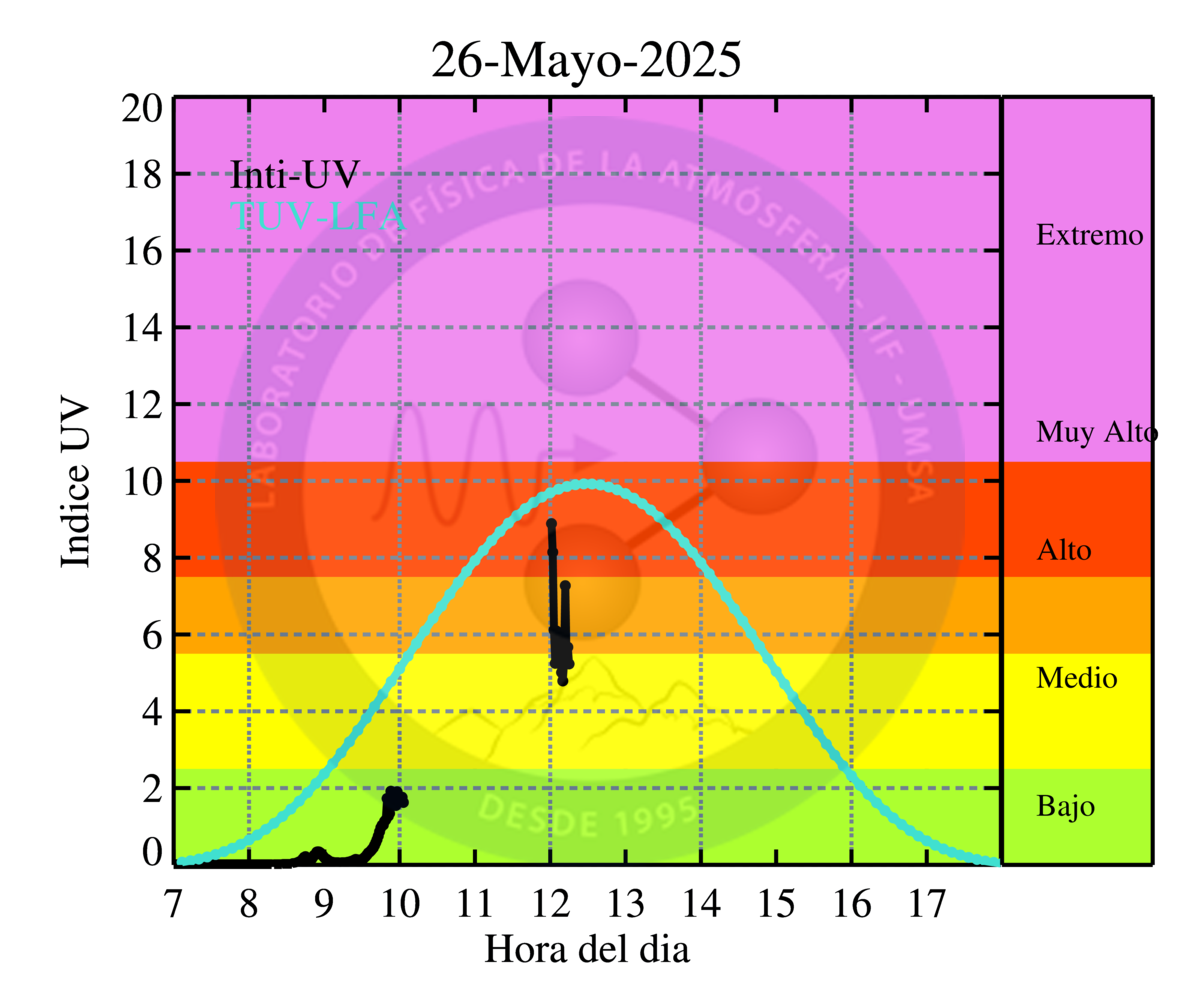 26-Mayo-2025
20
18
16
14
12
10
8
6
4
2
0
Indice UV
Inti-UV
TUV-LFA
LABORATORIO DE FÍSICA DE LA ATMÓSFERA - IIF - UMSA
DESDE 1995
Extremo
Muy Alto
Alto
Medio
Bajo
7 8 9 10 11 12 13 14 15 16 17
Hora del dia